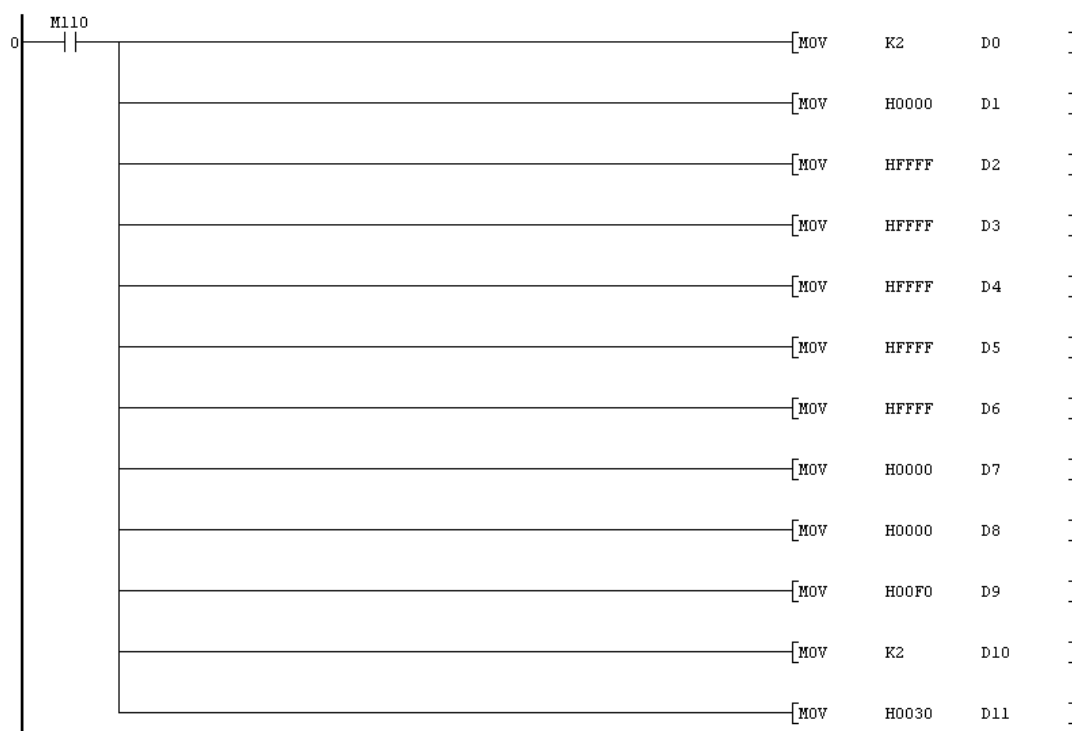 M110
0 MOV K2 D0
MOV H0000 D1
MOV HFFFF D2
MOV HFFFF D3
MOV HFFFF D4
MOV HFFFF D5
MOV HFFFF D6
MOV H0000 D7
MOV H0000 D8
MOV H00F0 D9
MOV K2 D10
MOV H0030 D11